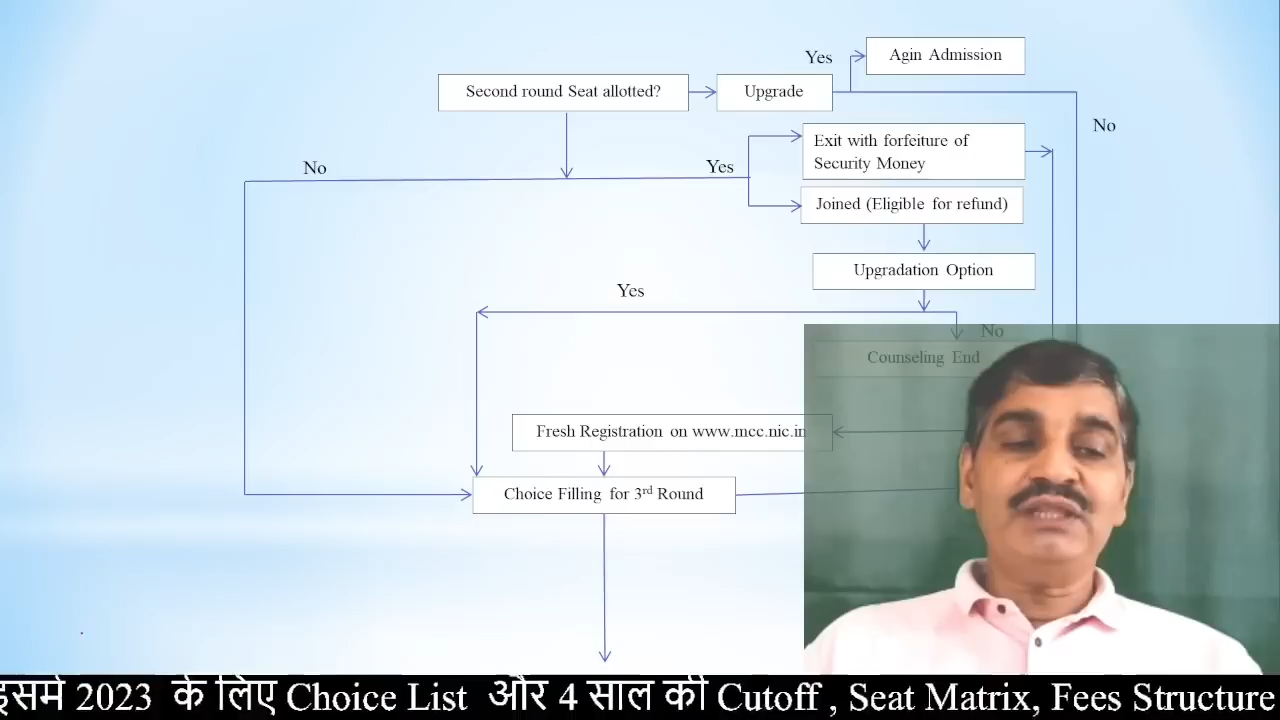 Yes
Agin Admission
Second round Seat allotted?
Upgrade
No
Exit with forfeiture of
Security Money
No
Yes
Joined (Eligible for refund)
Upgradation Option
Yes
No
Counseling End
Fresh Registration on www.mcc.nic.in
Choice Filling for 3rd Round
इसमे 2023 के लिए Choice List और 4 साल की Cutoff , Seat Matrix, Fees Structure